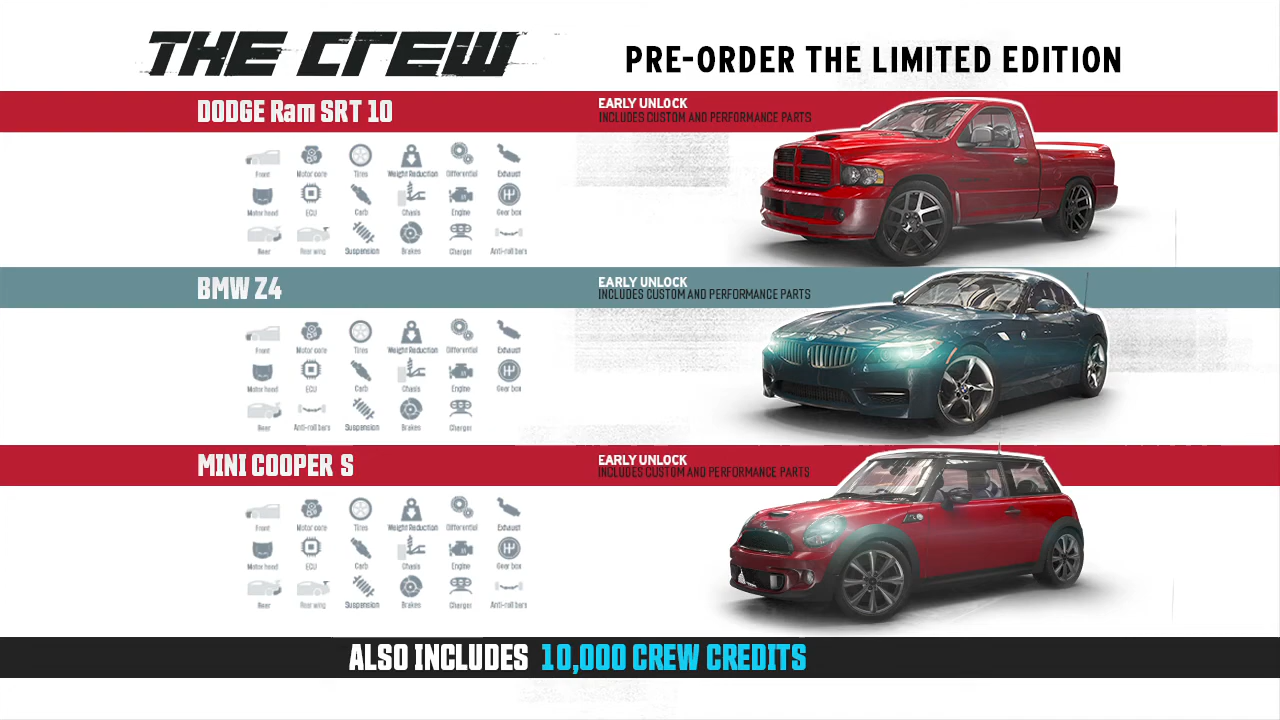 THE CREW
PRE-ORDER THE LIMITED EDITION
DODGE Ram SRT 10
EARLY UNLOCK
INCLUDES CUSTOM AND PERFORMANCE PARTS
Front Motor core Tires Weight Reduction Differential Exhaust
Motor hood ECU Carb Chasis Engine Gear box
Rear Rear wing Suspension Brakes Charger Anti-roll bars
BMW Z4
EARLY UNLOCK
INCLUDES CUSTOM AND PERFORMANCE PARTS
Front Motor core Tires Weight Reduction Differential Exhaust
Motor hood ECU Carb Chasis Engine Gear box
Rear Anti-roll bars Suspension Brakes Charger
MINI COOPER S
EARLY UNLOCK
INCLUDES CUSTOM AND PERFORMANCE PARTS
Front Motor core Tires Weight Reduction Differential Exhaust
Motor hood ECU Carb Chasis Engine Gear box
Rear Rear wing Suspension Brakes Charger Anti-roll bars
ALSO INCLUDES 10,000 CREW CREDITS